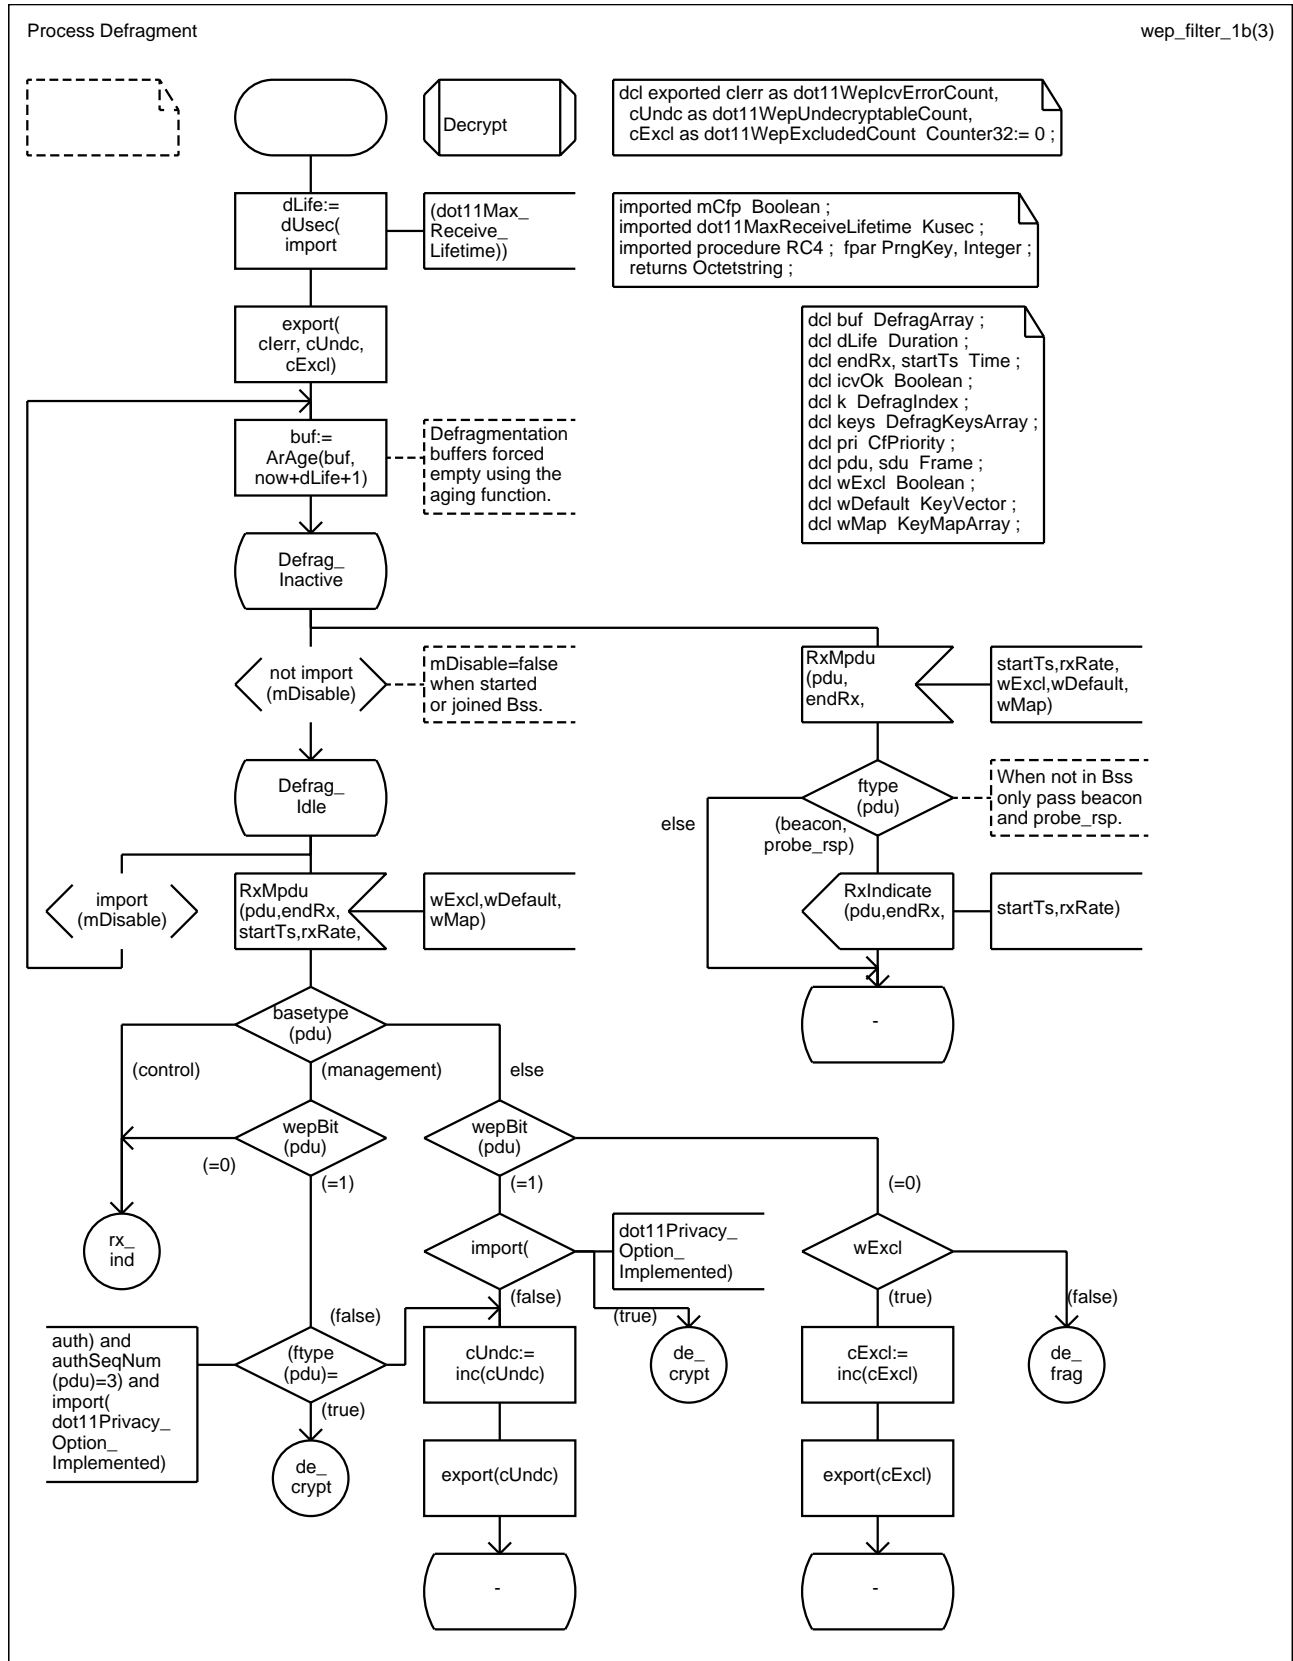 Process Defragment
wep_filter_1b(3)
Decrypt
dcl exported cIerr as dot11WepIcvErrorCount,
cUndc as dot11WepUndecryptableCount,
cExcl as dot11WepExcludedCount Counter32:= 0 ;
dLife:=
dUsec(
import
(dot11Max_
Receive_
Lifetime))
imported mCfp Boolean ;
imported dot11MaxReceiveLifetime Kusec ;
imported procedure RC4 ; fpar PrngKey, Integer ;
returns Octetstring ;
export(
cIerr, cUndc,
cExcl)
dcl buf DefragArray ;
dcl dLife Duration ;
dcl endRx, startTs Time ;
dcl icvOk Boolean ;
dcl k DefragIndex ;
dcl keys DefragKeysArray ;
dcl pri CfPriority ;
dcl pdu, sdu Frame ;
dcl wExcl Boolean ;
dcl wDefault KeyVector ;
dcl wMap KeyMapArray ;
buf:=
ArAge(buf,
now+dLife+1)
Defragmentation
buffers forced
empty using the
aging function.
Defrag_
Inactive
not import
(mDisable)
mDisable=false
when started
or joined Bss.
RxMpdu
(pdu,
endRx,
startTs,rxRate,
wExcl,wDefault,
wMap)
Defrag_
Idle
ftype
(pdu)
When not in Bss
only pass beacon
and probe_rsp.
else
(beacon,
probe_rsp)
import
(mDisable)
RxMpdu
(pdu,endRx,
startTs,rxRate,
wExcl,wDefault,
wMap)
RxIndicate
(pdu,endRx,
startTs,rxRate)
-
basetype
(pdu)
(control)
(management)
else
wepBit
(pdu)
wepBit
(pdu)
(=0)
(=1)
(=1)
(=0)
rx_
ind
import(
dot11Privacy_
Option_
Implemented)
wExcl
(false)
(false)
(true)
(true)
(false)
auth) and
authSeqNum
(pdu)=3) and
import(
dot11Privacy_
Option_
Implemented)
(ftype
(pdu)=
(true)
cUndc:=
inc(cUndc)
de_
crypt
cExcl:=
inc(cExcl)
de_
frag
de_
crypt
export(cUndc)
export(cExcl)
-
-